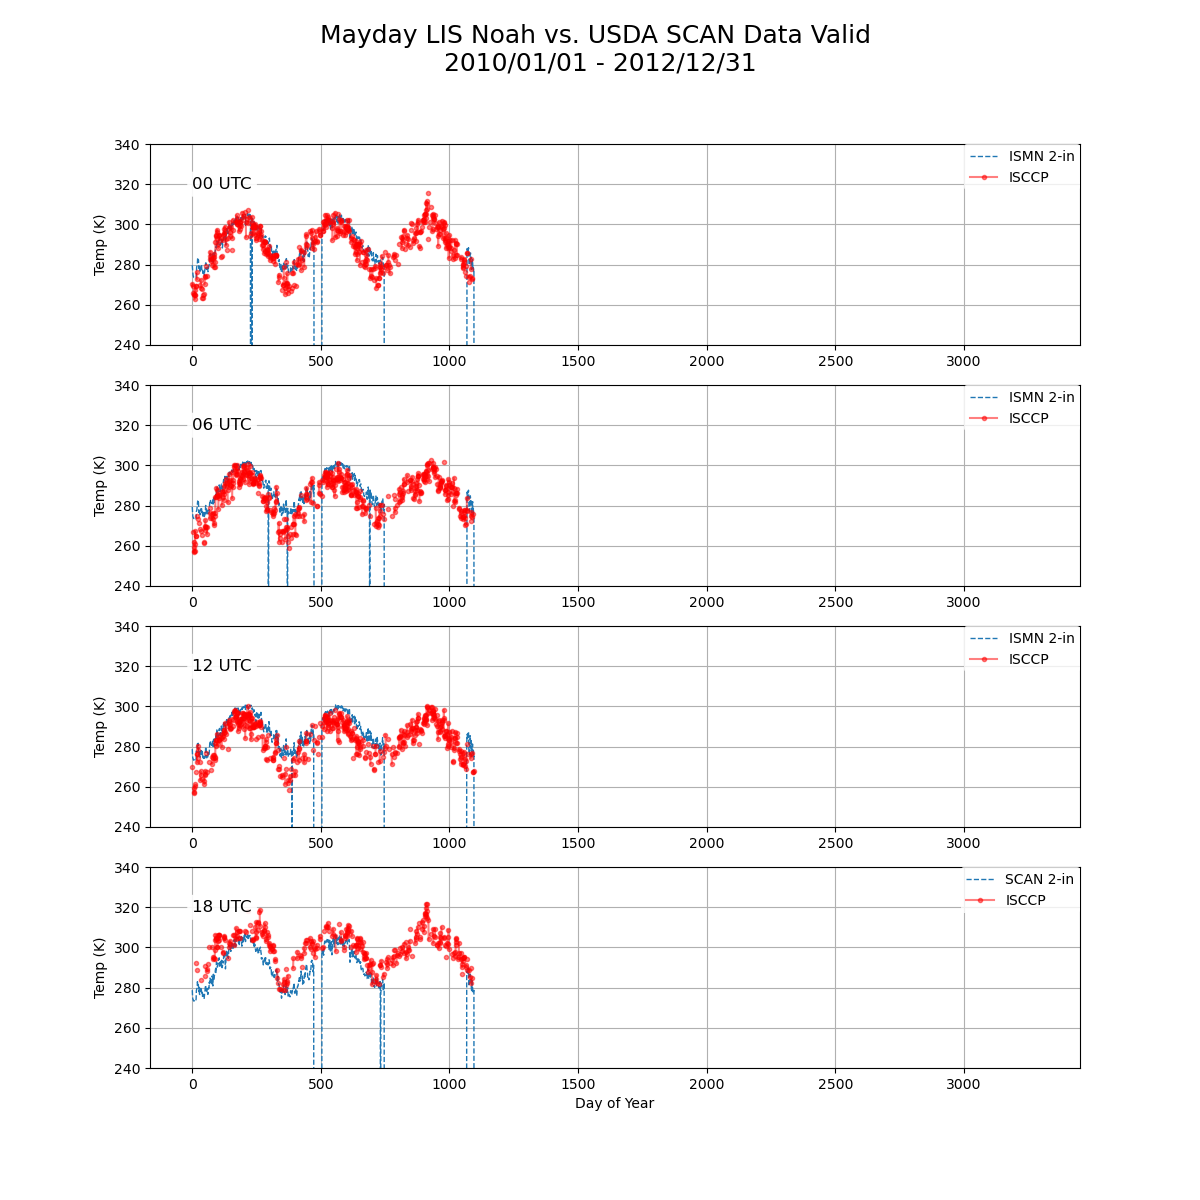 Mayday LIS Noah vs. USDA SCAN Data Valid
2010/01/01 - 2012/12/31
340
320
300
280
260
240
Temp (K)
00 UTC
ISMN 2-in
ISCCP
0 500 1000 1500 2000 2500 3000
340
320
300
280
260
240
Temp (K)
06 UTC
ISMN 2-in
ISCCP
0 500 1000 1500 2000 2500 3000
340
320
300
280
260
240
Temp (K)
12 UTC
ISMN 2-in
ISCCP
0 500 1000 1500 2000 2500 3000
340
320
300
280
260
240
Temp (K)
18 UTC
SCAN 2-in
ISCCP
0 500 1000 1500 2000 2500 3000
Day of Year